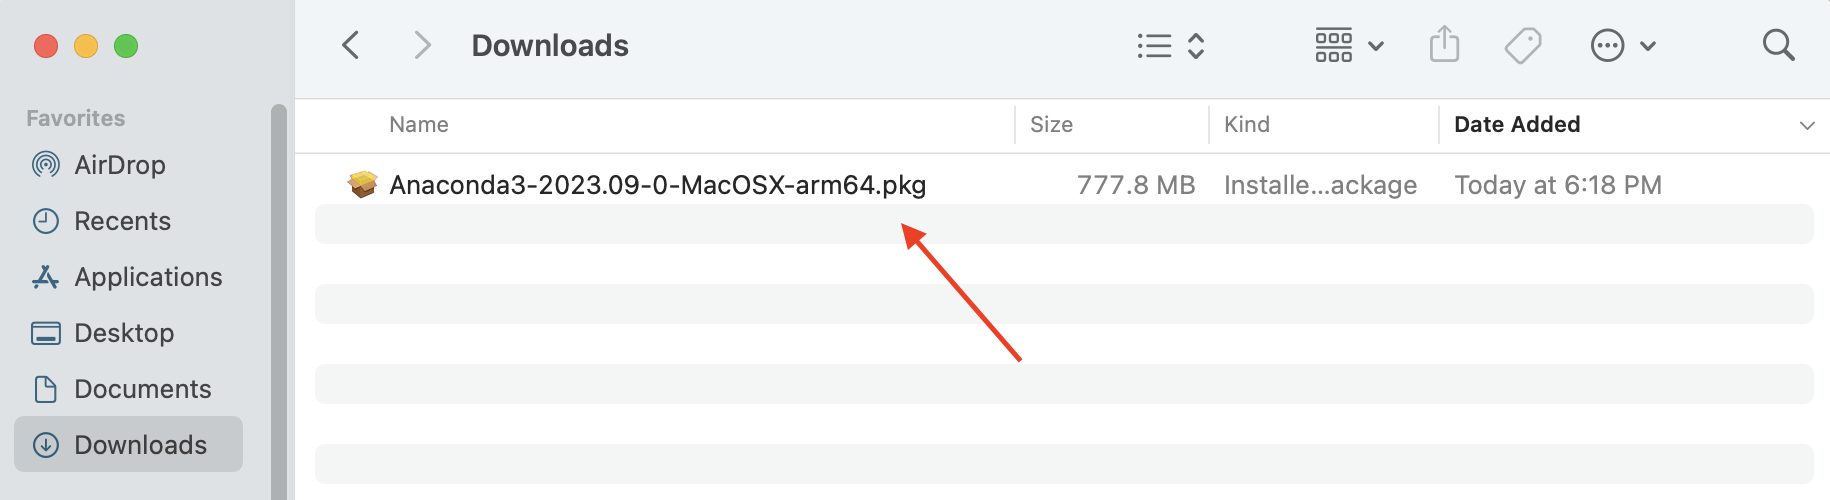 Downloads
Favorites
AirDrop
Recents
Applications
Desktop
Documents
Downloads
Name Size Kind Date Added
Anaconda3-2023.09-0-MacOSX-arm64.pkg 777.8 MB Installe...ackage Today at 6:18 PM